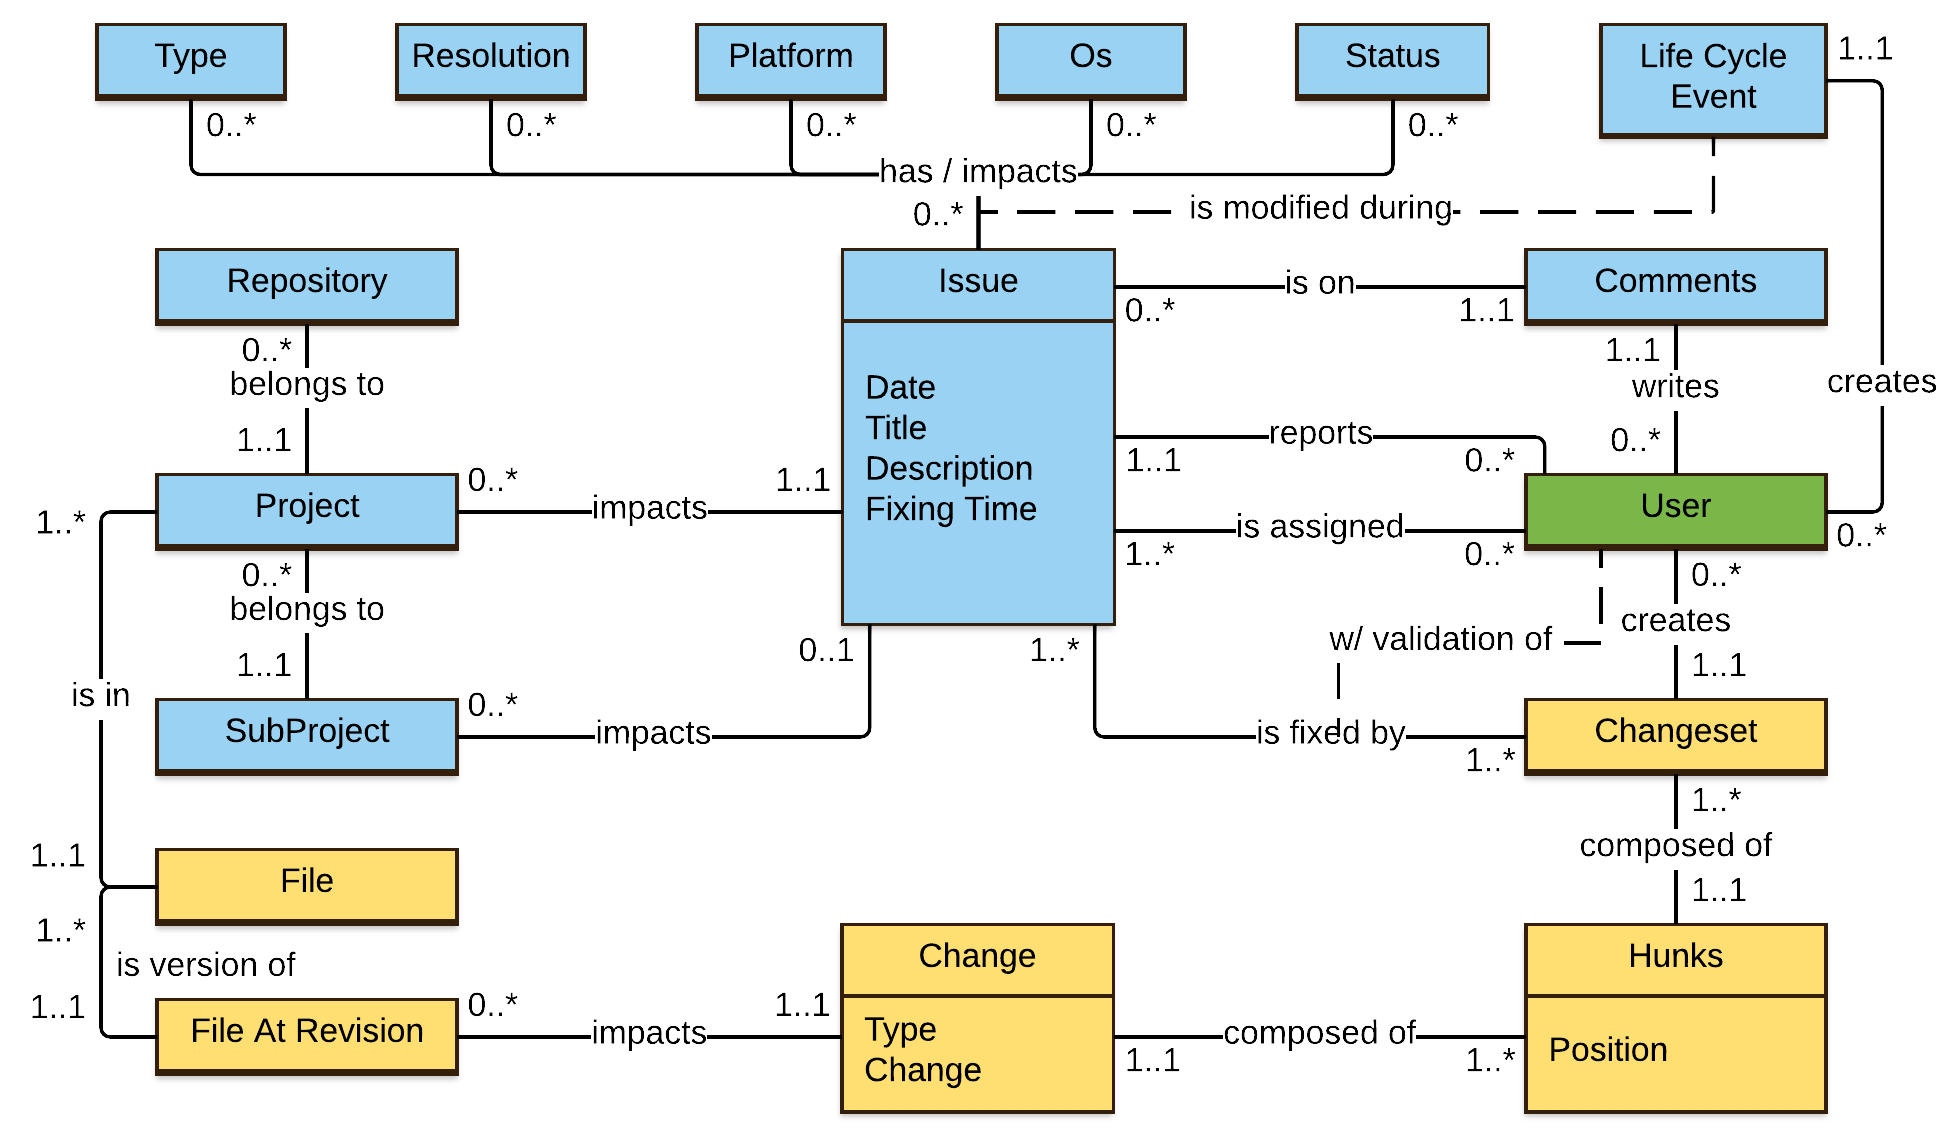 Type
Resolution
Platform
Os
Status
Life Cycle
Event
1..1
0..*
0..*
0..*
0..*
0..*
has / impacts
0..*
is modified during
Repository
Issue
is on
Comments
0..*
1..1
0..*
1..1
belongs to
Date
Title
Description
Fixing Time
writes
creates
1..1
reports
0..*
1..1
0..*
Project
0..*
impacts
1..1
User
1..*
is assigned
0..*
1..*
0..*
0..*
0..*
belongs to
creates
1..1
0..1
1..*
w/ validation of
1..1
is in
SubProject
0..*
impacts
is fixed by
Changeset
1..*
1..*
composed of
1..1
1..1
File
1..*
is version of
1..1
File At Revision
0..*
impacts
1..1
Change
Type
Change
composed of
1..1
1..*
Hunks
Position